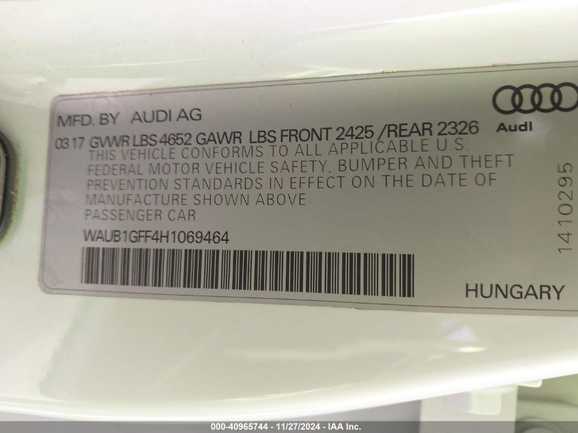 MFD. BY AUDI AG
03 17 GVWR LBS 4652 GAWR LBS FRONT 2425 /REAR 2326
THIS VEHICLE CONFORMS TO ALL APPLICABLE U.S.
FEDERAL MOTOR VEHICLE SAFETY, BUMPER AND THEFT
PREVENTION STANDARDS IN EFFECT ON THE DATE OF
MANUFACTURE SHOWN ABOVE
PASSENGER CAR
WAUB1GFF4H1069464
Audi
1410295
HUNGARY
000-40965744 - 11/27/2024 - IAA Inc.